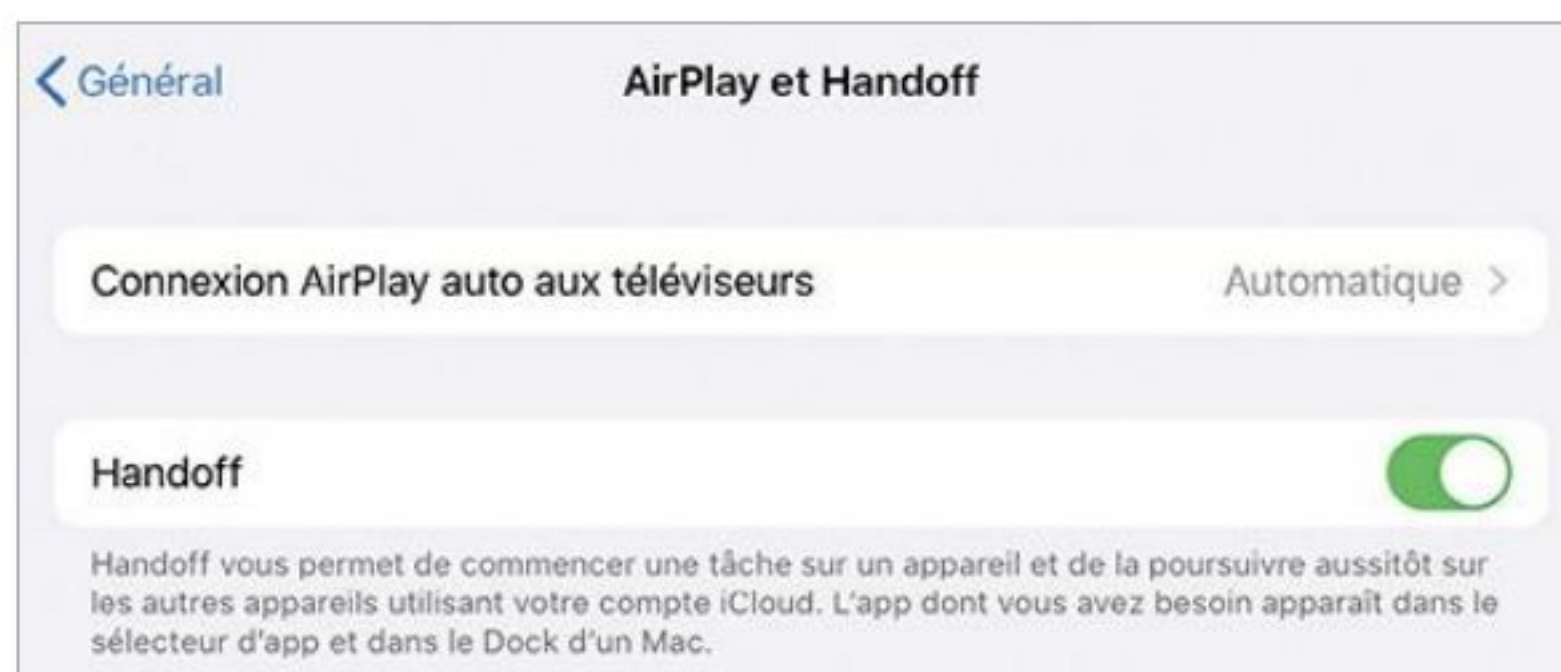 Général
AirPlay et Handoff
Connexion AirPlay auto aux téléviseurs
Automatique
Handoff
Handoff vous permet de commencer une tâche sur un appareil et de la poursuivre aussitôt sur
les autres appareils utilisant votre compte iCloud. L'app dont vous avez besoin apparaît dans le
sélecteur d'app et dans le Dock d'un Mac.